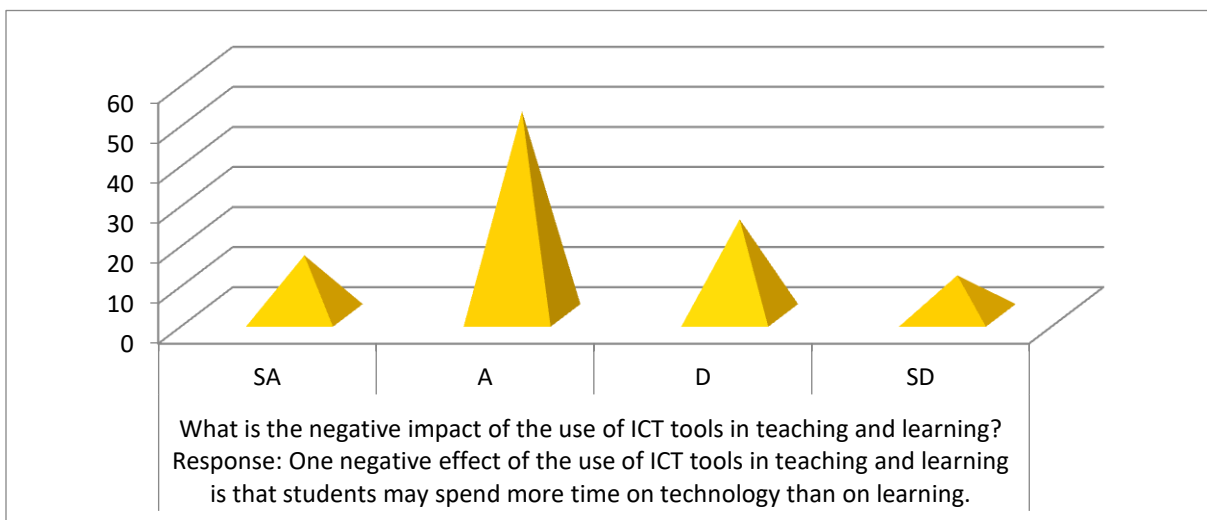 60
50
40
30
20
10
0
SA A D SD
What is the negative impact of the use of ICT tools in teaching and learning?
Response: One negative effect of the use of ICT tools in teaching and learning
is that students may spend more time on technology than on learning.